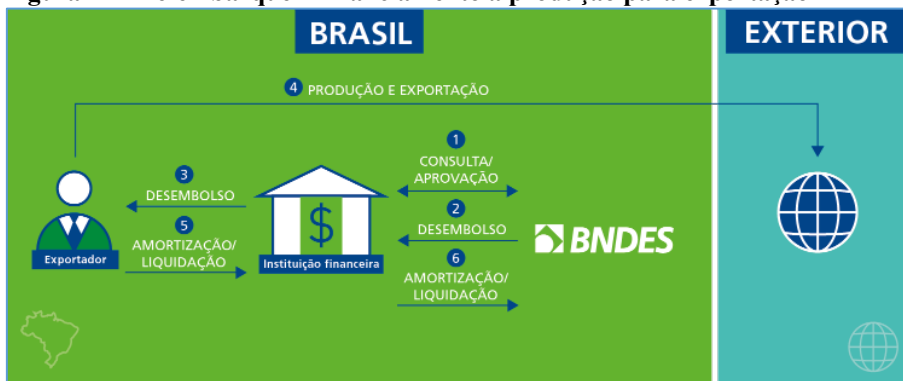 BRASIL
EXTERIOR
4 PRODUÇÃO E EXPORTAÇÃO
1
CONSULTA/
APROVAÇÃO
3
DESEMBOLSO
2
DESEMBOLSO
$
BNDES
5
AMORTIZAÇÃO/
LIQUIDAÇÃO
Exportador
Instituição financeira
6
AMORTIZAÇÃO/
LIQUIDAÇÃO